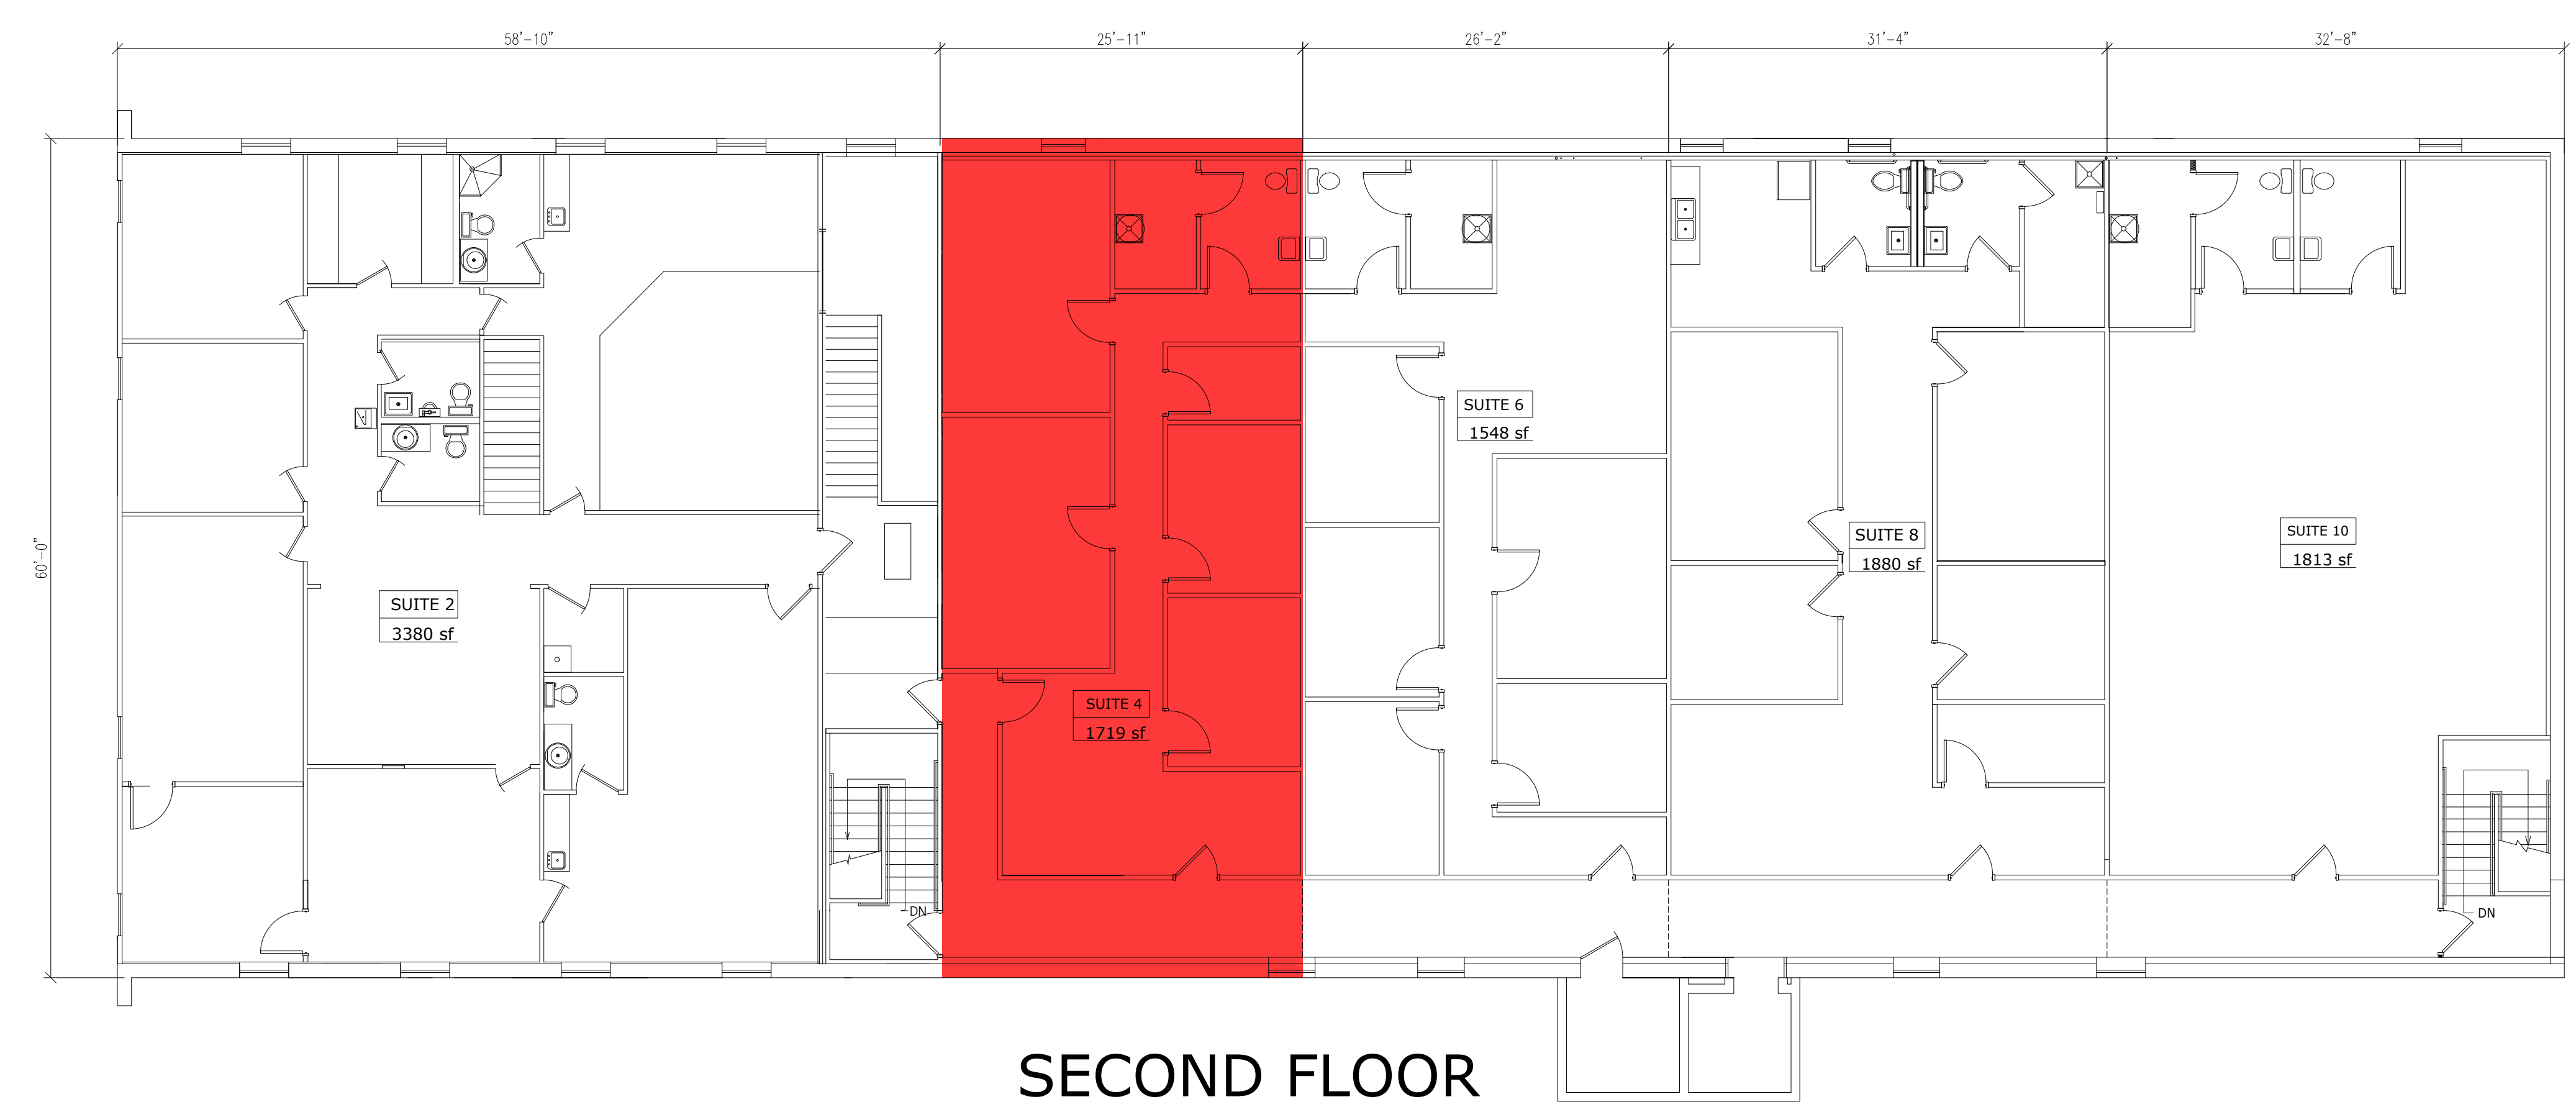 58'-10"
25'-11"
26'-2"
31'-4"
32'-8"
60'-0"
SUITE 6
1548 sf
SUITE 8
1880 sf
SUITE 10
1813 sf
SUITE 2
3380 sf
SUITE 4
1719 sf
DN
DN
SECOND FLOOR